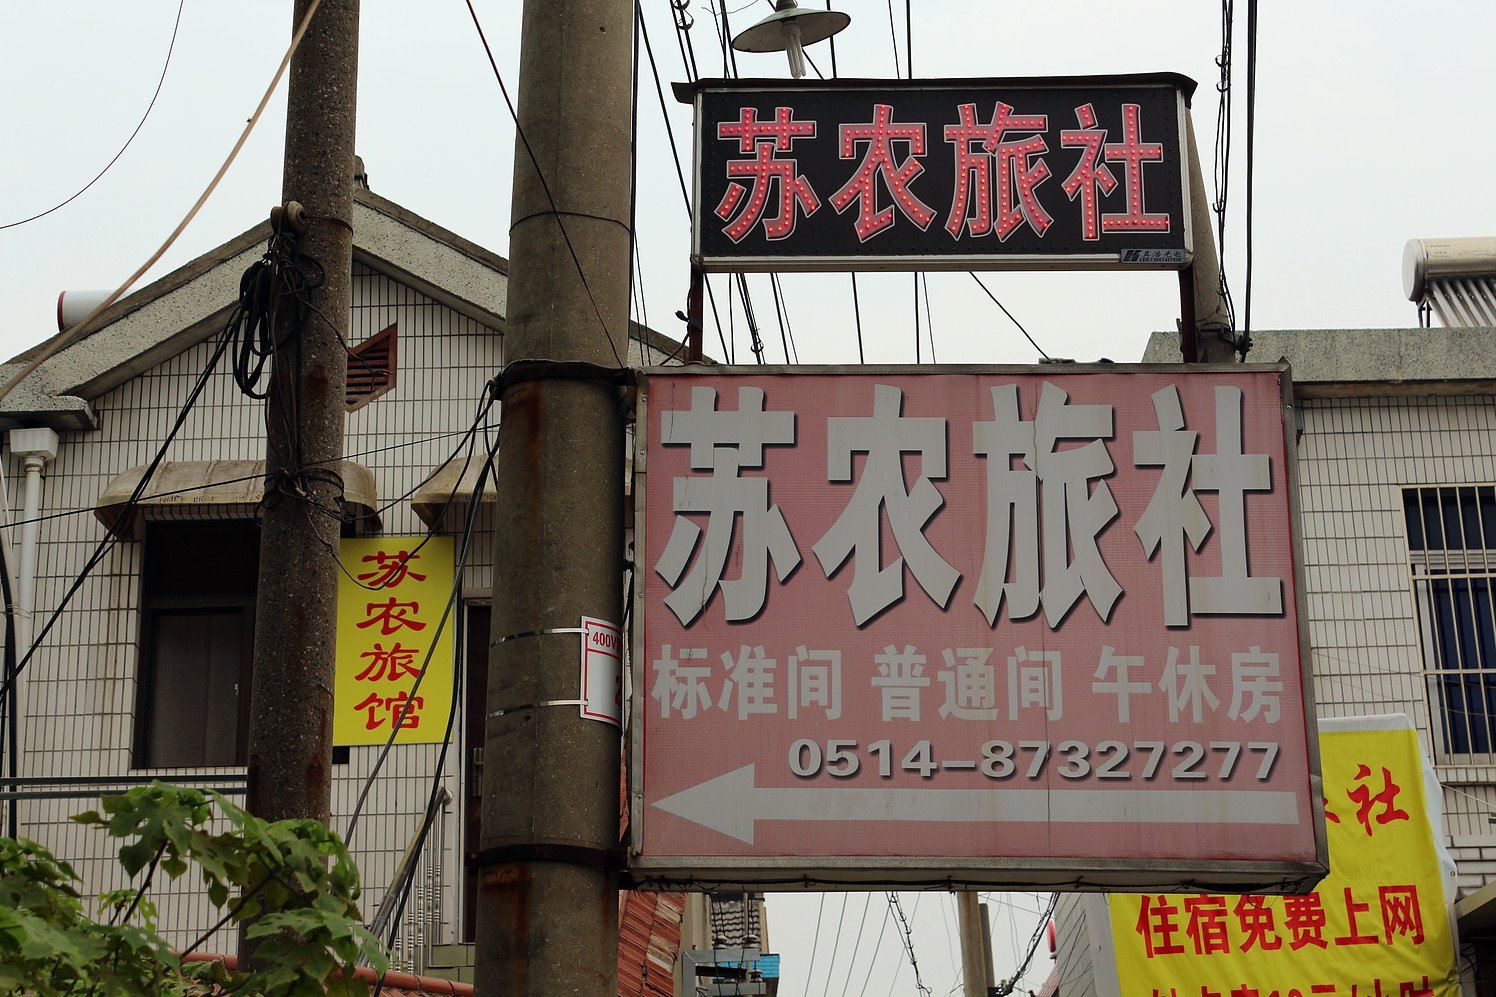 苏农旅社
苏农旅社
标准间 普通间 午休房
0514-87327277
苏农旅馆
400V
社
住宿免费上网